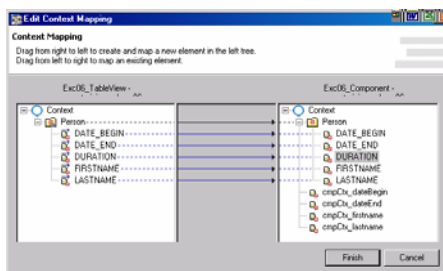 Edit Context Mapping
Context Mapping
Drag from right to left to create and map a new element in the left tree.
Drag from left to right to map an existing element.
Exc06_TableView -
Context
Person
DATE_BEGIN
DATE_END
DURATION
FIRSTNAME
LASTNAME
Exc06_Component -
Context
Person
DATE_BEGIN
DATE_END
DURATION
FIRSTNAME
LASTNAME
cmpCtx_dateBegin
cmpCtx_dateEnd
cmpCtx_firstname
cmpCtx_lastname
Finish
Cancel